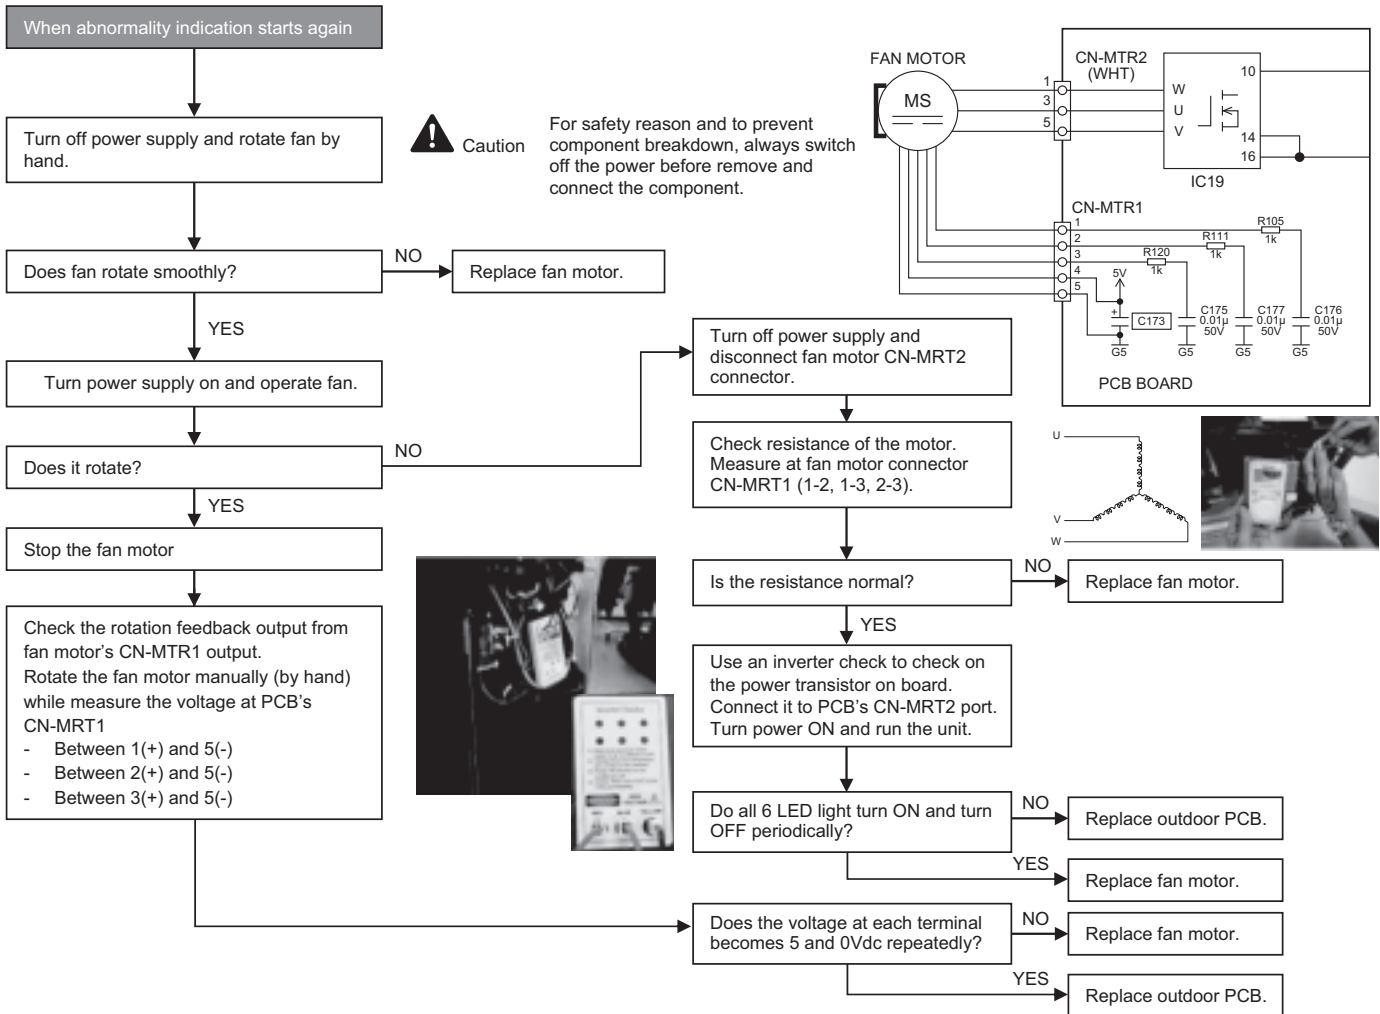 When abnormality indication starts again
Turn off power supply and rotate fan by
hand.
Caution
For safety reason and to prevent
component breakdown, always switch
off the power before remove and
connect the component.
Does fan rotate smoothly?
NO
Replace fan motor.
YES
Turn power supply on and operate fan.
Does it rotate?
NO
YES
Stop the fan motor
Check the rotation feedback output from
fan motor's CN-MTR1 output.
Rotate the fan motor manually (by hand)
while measure the voltage at PCB's
CN-MRT1
- Between 1(+) and 5(-)
- Between 2(+) and 5(-)
- Between 3(+) and 5(-)
Turn off power supply and
disconnect fan motor CN-MRT2
connector.
Check resistance of the motor.
Measure at fan motor connector
CN-MRT1 (1-2, 1-3, 2-3).
Is the resistance normal?
NO
Replace fan motor.
YES
Use an inverter check to check on
the power transistor on board.
Connect it to PCB's CN-MRT2 port.
Turn power ON and run the unit.
Do all 6 LED light turn ON and turn
OFF periodically?
NO
Replace outdoor PCB.
YES
Replace fan motor.
Does the voltage at each terminal
becomes 5 and 0Vdc repeatedly?
NO
Replace fan motor.
YES
Replace outdoor PCB.
FAN MOTOR
MS
CN-MTR2
(WHT)
1
3
5
W
U
V
10
14
16
IC19
CN-MTR1
1
2
3
4
5
R105
1k
R111
1k
R120
1k
5V
+
C173
C175
0.01µ
50V
C177
0.01µ
50V
C176
0.01µ
50V
G5
G5
G5
G5
PCB BOARD
U
V
W